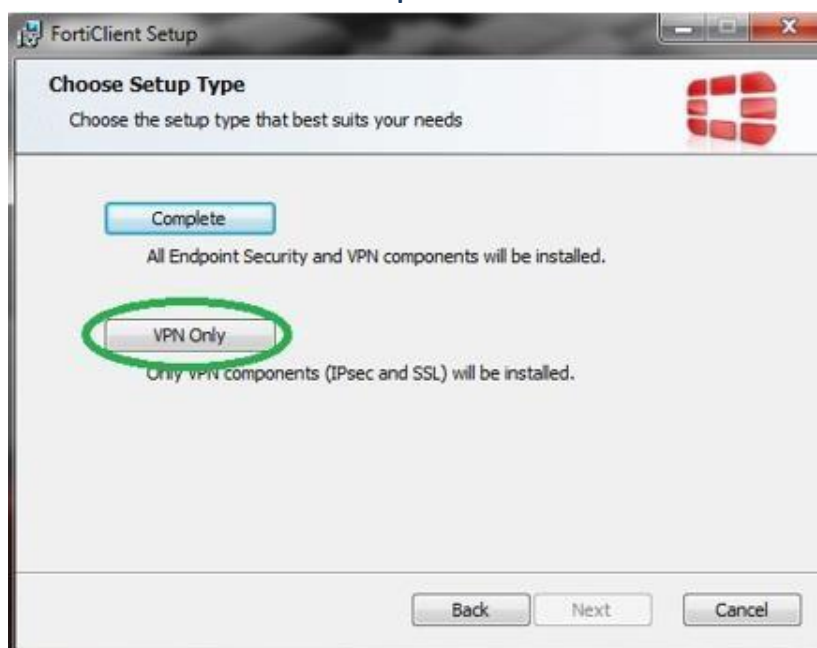 FortiClient Setup
Choose Setup Type
Choose the setup type that best suits your needs
Complete
All Endpoint Security and VPN components will be installed.
VPN Only
Only VPN components (IPsec and SSL) will be installed.
Back Next Cancel